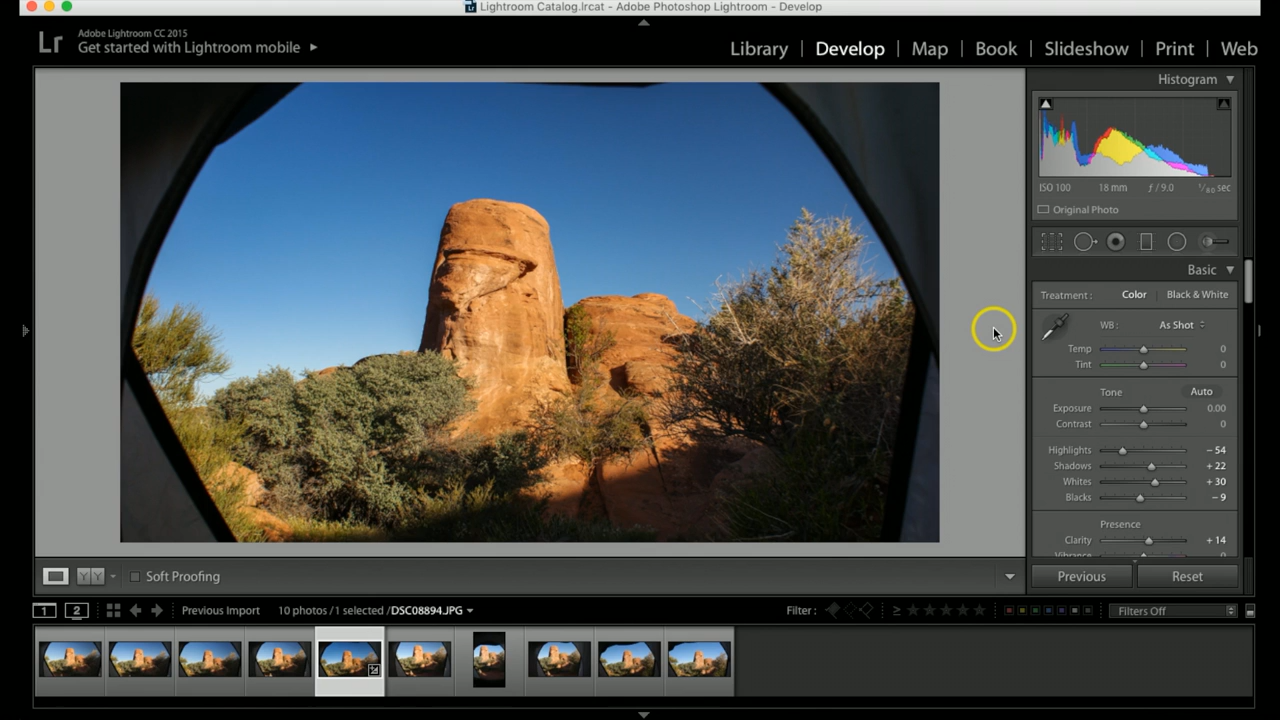 Lightroom Catalog.lrcat - Adobe Photoshop Lightroom - Develop
Lr
Adobe Lightroom CC 2015
Get started with Lightroom mobile
Library | Develop | Map | Book | Slideshow | Print | Web
Histogram
ISO 100 18 mm ƒ / 9.0 1/80 sec
Original Photo
Basic
Treatment : Color Black & White
WB : As Shot
Temp 0
Tint 0
Tone Auto
Exposure 0.00
Contrast 0
Highlights – 54
Shadows + 22
Whites + 30
Blacks – 9
Presence
Clarity + 14
Vibrance 0
Previous Reset
YY Soft Proofing
1 2 Previous Import 10 photos / 1 selected / DSC08894.JPG Filter : ≥ Filters Off